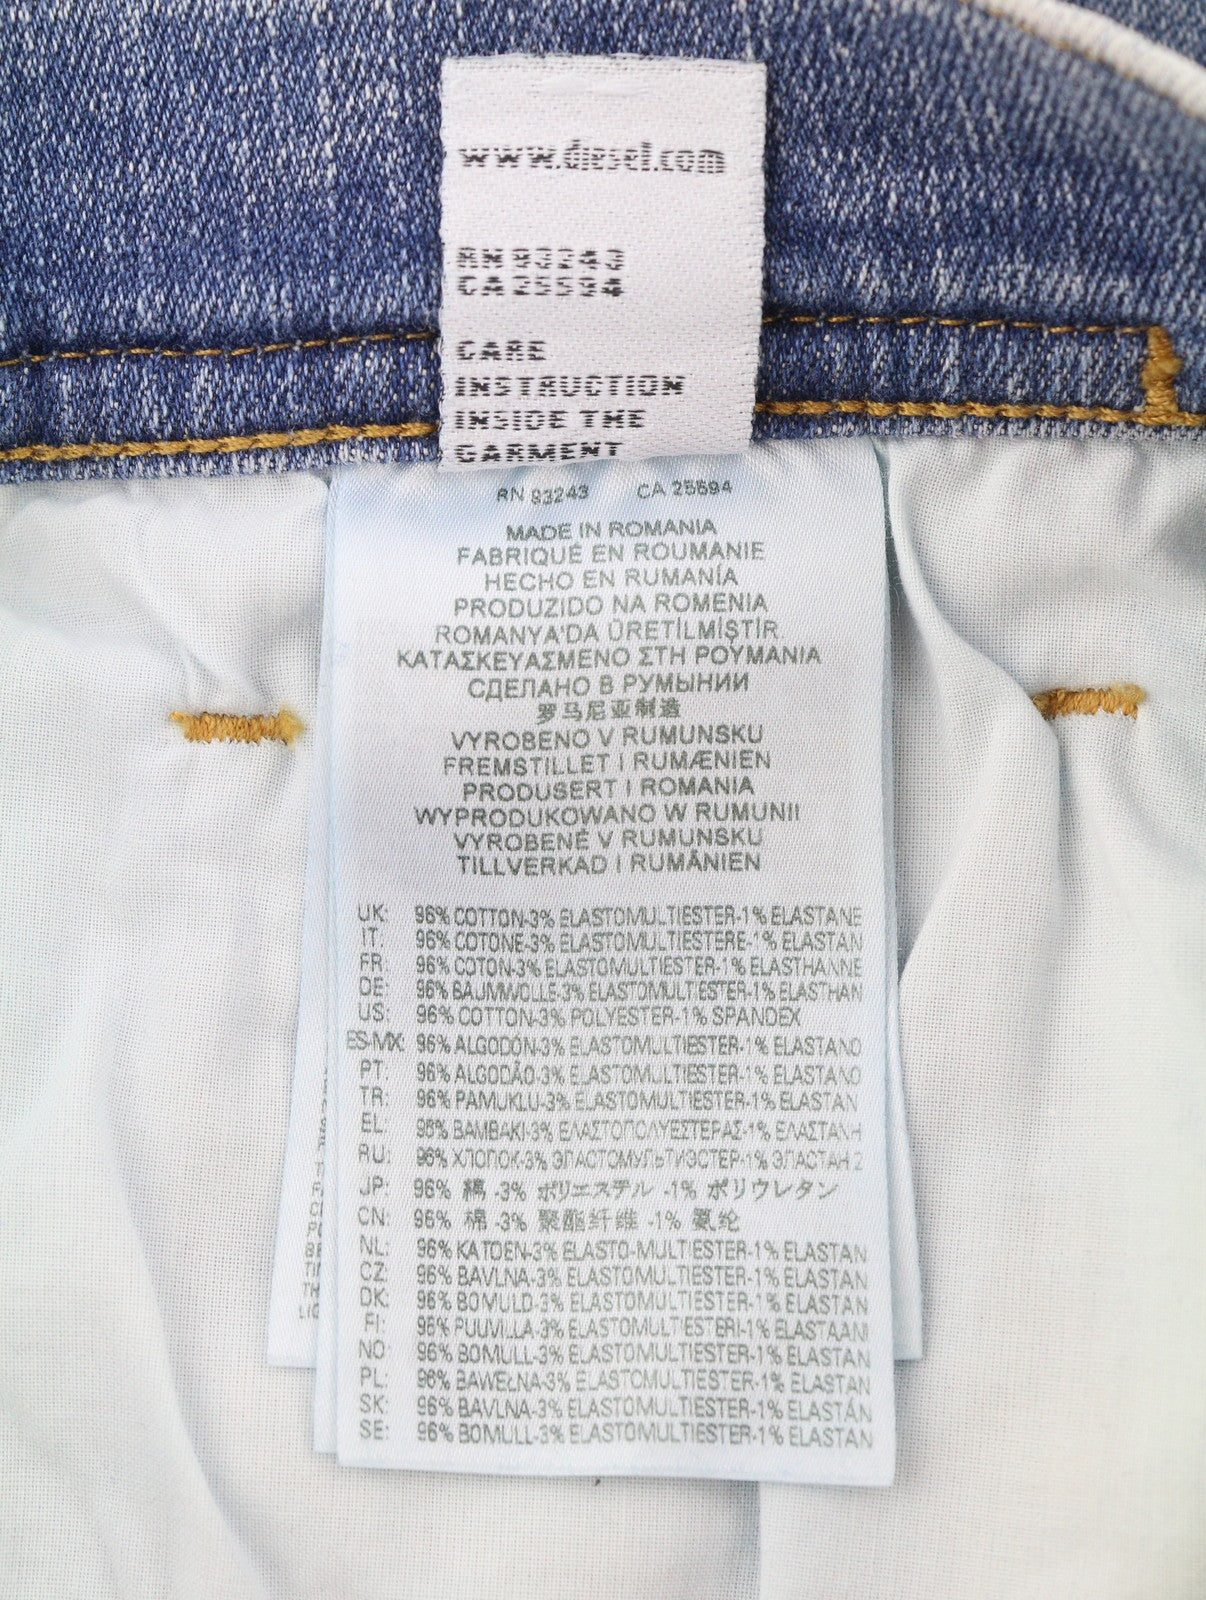 www.diesel.com
RN 93243
CA 25594
CARE
INSTRUCTION
INSIDE THE
GARMENT
RN 93243 CA 25594
MADE IN ROMANIA
FABRIQUÉ EN ROUMANIE
HECHO EN RUMANÍA
PRODUZIDO NA ROMENIA
ROMANYA'DA ÜRETİLMİŞTİR
ΚΑΤΑΣΚΕΥΑΣΜΕΝΟ ΣΤΗ ΡΟΥΜΑΝΙΑ
СДЕЛАНО В РУМЫНИИ
罗马尼亚制造
VYROBENO V RUMUNSKU
FREMSTILLET I RUMÆNIEN
PRODUSERT I ROMANIA
WYPRODUKOWANO W RUMUNII
VYROBENÉ V RUMUNSKU
TILLVERKAD I RUMÄNIEN
UK: 96% COTTON-3% ELASTOMULTIESTER-1% ELASTANE
IT: 96% COTONE-3% ELASTOMULTIESTERE-1% ELASTAN
FR: 96% COTON-3% ELASTOMULTIESTER-1% ELASTHANNE
DE: 96% BAUMWOLLE-3% ELASTOMULTIESTER-1% ELASTHAN
US: 96% COTTON-3% POLYESTER-1% SPANDEX
ES-MX: 96% ALGODÓN-3% ELASTOMULTIESTER-1% ELASTANO
PT: 96% ALGODÃO-3% ELASTOMULTIESTER-1% ELASTANO
TR: 96% PAMUKLU-3% ELASTOMULTIESTER-1% ELASTAN
EL: 96% ΒΑΜΒΑΚΙ-3% ΕΛΑΣΤΟΠΟΛΥΕΣΤΕΡΑΣ-1% ΕΛΑΣΤΑΝΗ
RU: 96% ХЛОПОК-3% ЭЛАСТОМУЛЬТИЭСТЕР-1% ЭЛАСТАН 2
JP: 96% 綿 -3% ポリエステル -1% ポリウレタン
CN: 96% 棉 -3% 聚酯纤维 -1% 氨纶
NL: 96% KATOEN-3% ELASTO-MULTIESTER-1% ELASTAN
CZ: 96% BAVLNA-3% ELASTOMULTIESTER-1% ELASTAN
DK: 96% BOMULD-3% ELASTOMULTIESTER-1% ELASTAN
FI: 96% PUUVILLA-3% ELASTOMULTIESTERI-1% ELASTAANI
NO: 96% BOMULL-3% ELASTOMULTIESTER-1% ELASTAN
PL: 96% BAWEŁNA-3% ELASTOMULTIESTER-1% ELASTAN
SK: 96% BAVLNA-3% ELASTOMULTIESTER-1% ELASTÁN
SE: 96% BOMULL-3% ELASTOMULTIESTER-1% ELASTAN